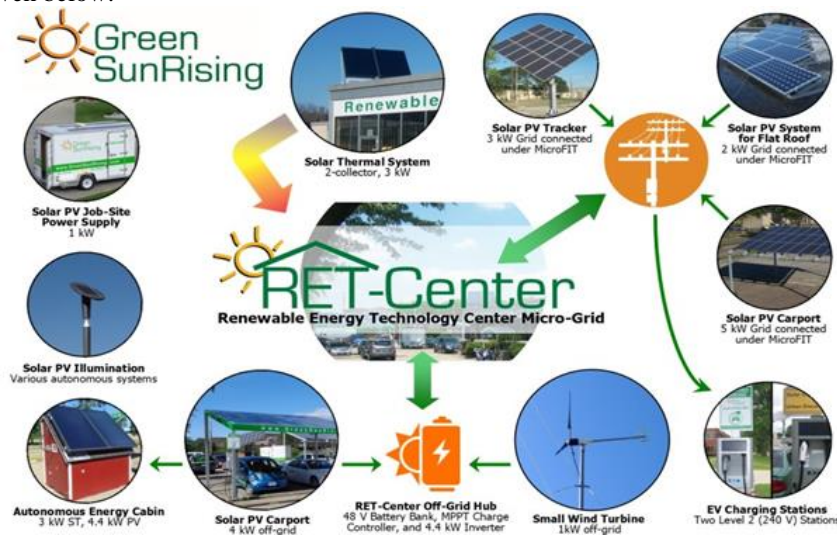 Green
SunRising
Renewable
Solar Thermal System
2-collector, 3 kW
Solar PV Tracker
3 kW Grid connected
under MicroFIT
Solar PV System
for Flat Roof
2 kW Grid connected
under MicroFIT
Solar PV Job-Site
Power Supply
1 kW
RET-Center
Renewable Energy Technology Center Micro-Grid
Solar PV Carport
5 kW Grid connected
under MicroFIT
Solar PV Illumination
Various autonomous systems
Autonomous Energy Cabin
3 kW ST, 4.4 kW PV
Solar PV Carport
4 kW off-grid
RET-Center Off-Grid Hub
48 V Battery Bank, MPPT Charge
Controller, and 4.4 kW Inverter
Small Wind Turbine
1kW off-grid
EV Charging Stations
Two Level 2 (240 V) Stations